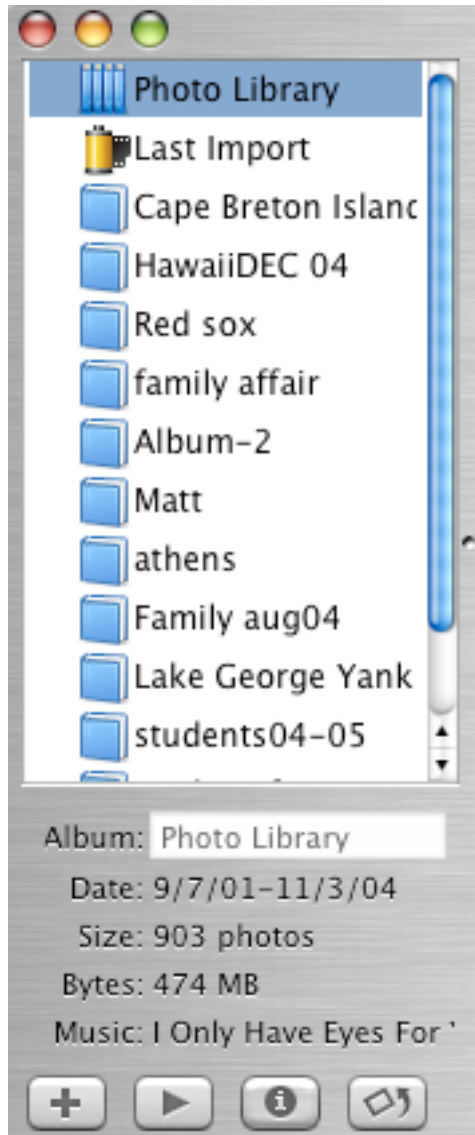 Photo Library
Last Import
Cape Breton Island
HawaiiDEC 04
Red sox
family affair
Album-2
Matt
athens
Family aug04
Lake George Yank
students04-05
Album: Photo Library
Date: 9/7/01-11/3/04
Size: 903 photos
Bytes: 474 MB
Music: I Only Have Eyes For